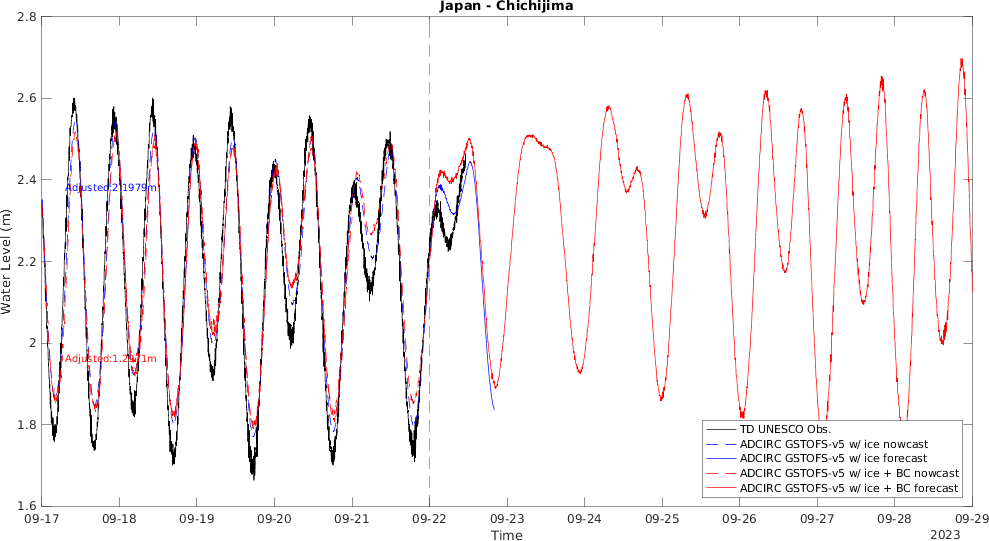 Japan - Chichijima
2.8
2.6
2.4
2.2
2
1.8
1.6
Water Level (m)
Adjusted:2.1979m
TD UNESCO Obs.
ADCIRC GSTOFS-v5 w/ ice nowcast
ADCIRC GSTOFS-v5 w/ ice forecast
ADCIRC GSTOFS-v5 w/ ice + BC nowcast
ADCIRC GSTOFS-v5 w/ ice + BC forecast
09-17
09-18
09-19
09-20
09-21
09-22
09-23
09-24
09-25
09-26
09-27
09-28
09-29
Time
2023